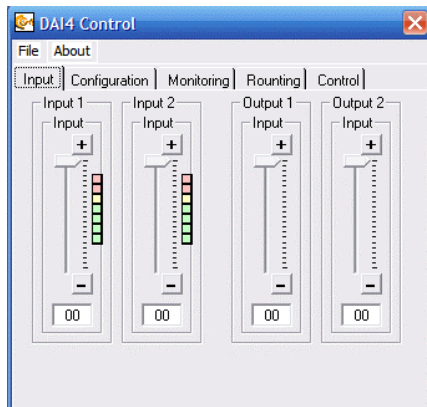 DAI4 Control
File About
Input Configuration Monitoring Rounting Control
Input 1 Input 2 Output 1 Output 2
Input Input Input Input
+ + + +
- - - -
00 00 00 00